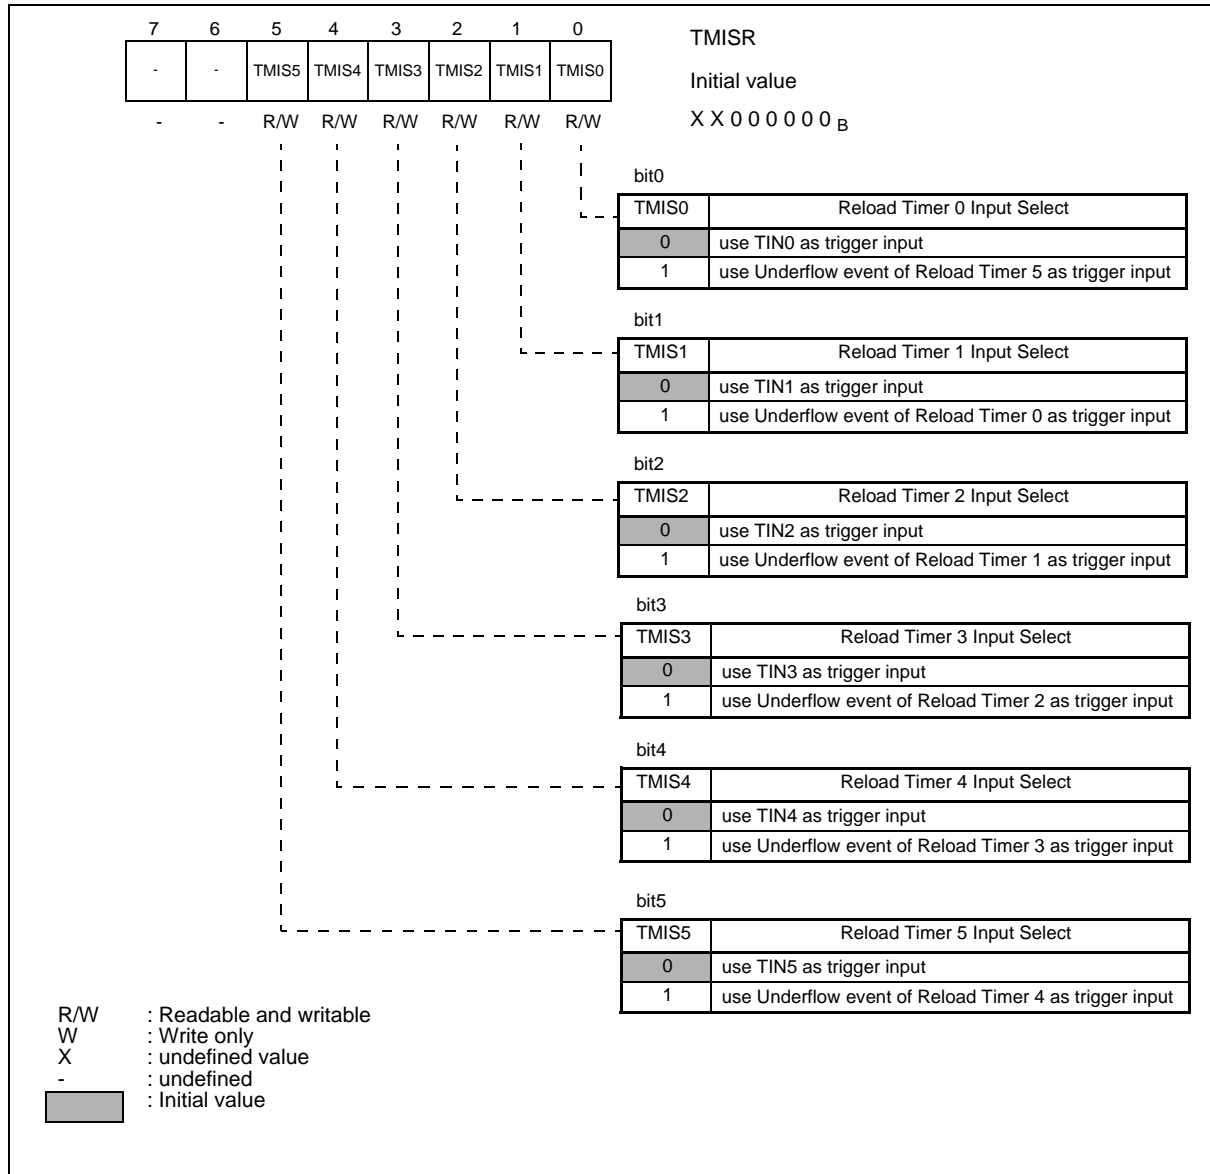 7 6 5 4 3 2 1 0
- - TMIS5 TMIS4 TMIS3 TMIS2 TMIS1 TMIS0
- - R/W R/W R/W R/W R/W R/W
TMISR
Initial value
X X 0 0 0 0 0 0 B
bit0
TMIS0 Reload Timer 0 Input Select
0 use TIN0 as trigger input
1 use Underflow event of Reload Timer 5 as trigger input
bit1
TMIS1 Reload Timer 1 Input Select
0 use TIN1 as trigger input
1 use Underflow event of Reload Timer 0 as trigger input
bit2
TMIS2 Reload Timer 2 Input Select
0 use TIN2 as trigger input
1 use Underflow event of Reload Timer 1 as trigger input
bit3
TMIS3 Reload Timer 3 Input Select
0 use TIN3 as trigger input
1 use Underflow event of Reload Timer 2 as trigger input
bit4
TMIS4 Reload Timer 4 Input Select
0 use TIN4 as trigger input
1 use Underflow event of Reload Timer 3 as trigger input
bit5
TMIS5 Reload Timer 5 Input Select
0 use TIN5 as trigger input
1 use Underflow event of Reload Timer 4 as trigger input
R/W : Readable and writable
W : Write only
X : undefined value
- : undefined
: Initial value